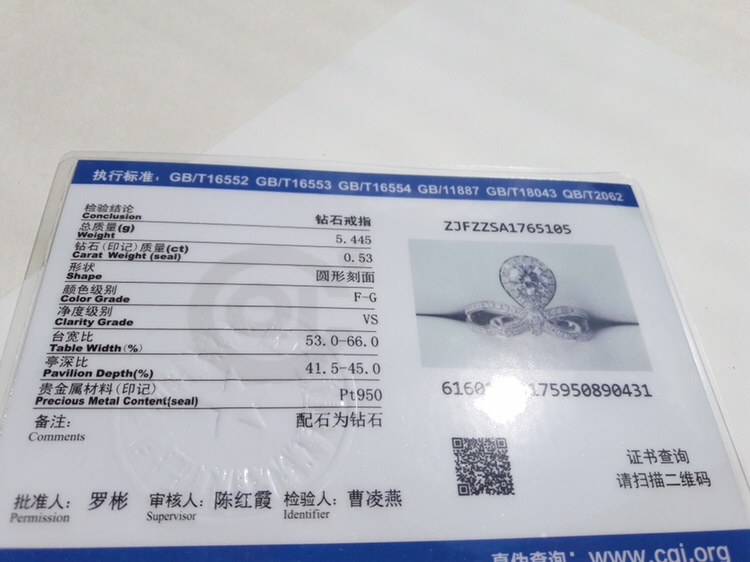 执行标准：GB/T16552 GB/T16553 GB/T16554 GB/11887 GB/T18043 QB/T2062
检验结论 钻石戒指
Conclusion
总质量(g) 5.445
Weight
钻石(印记)质量(ct) 0.53
Carat Weight (seal)
形状 圆形刻面
Shape
颜色级别 F-G
Color Grade
净度级别 VS
Clarity Grade
台宽比 53.0-66.0
Table Width(%)
亭深比 41.5-45.0
Pavilion Depth(%)
贵金属材料(印记) Pt950
Precious Metal Content(seal)
备注： 配石为钻石
Comments
ZJFZZSA1765105
175950890431
证书查询
请扫描二维码
批准人： 罗彬 审核人： 陈红霞 检验人： 曹凌燕
Permission Supervisor Identifier
真伪查询：www.cgj.org